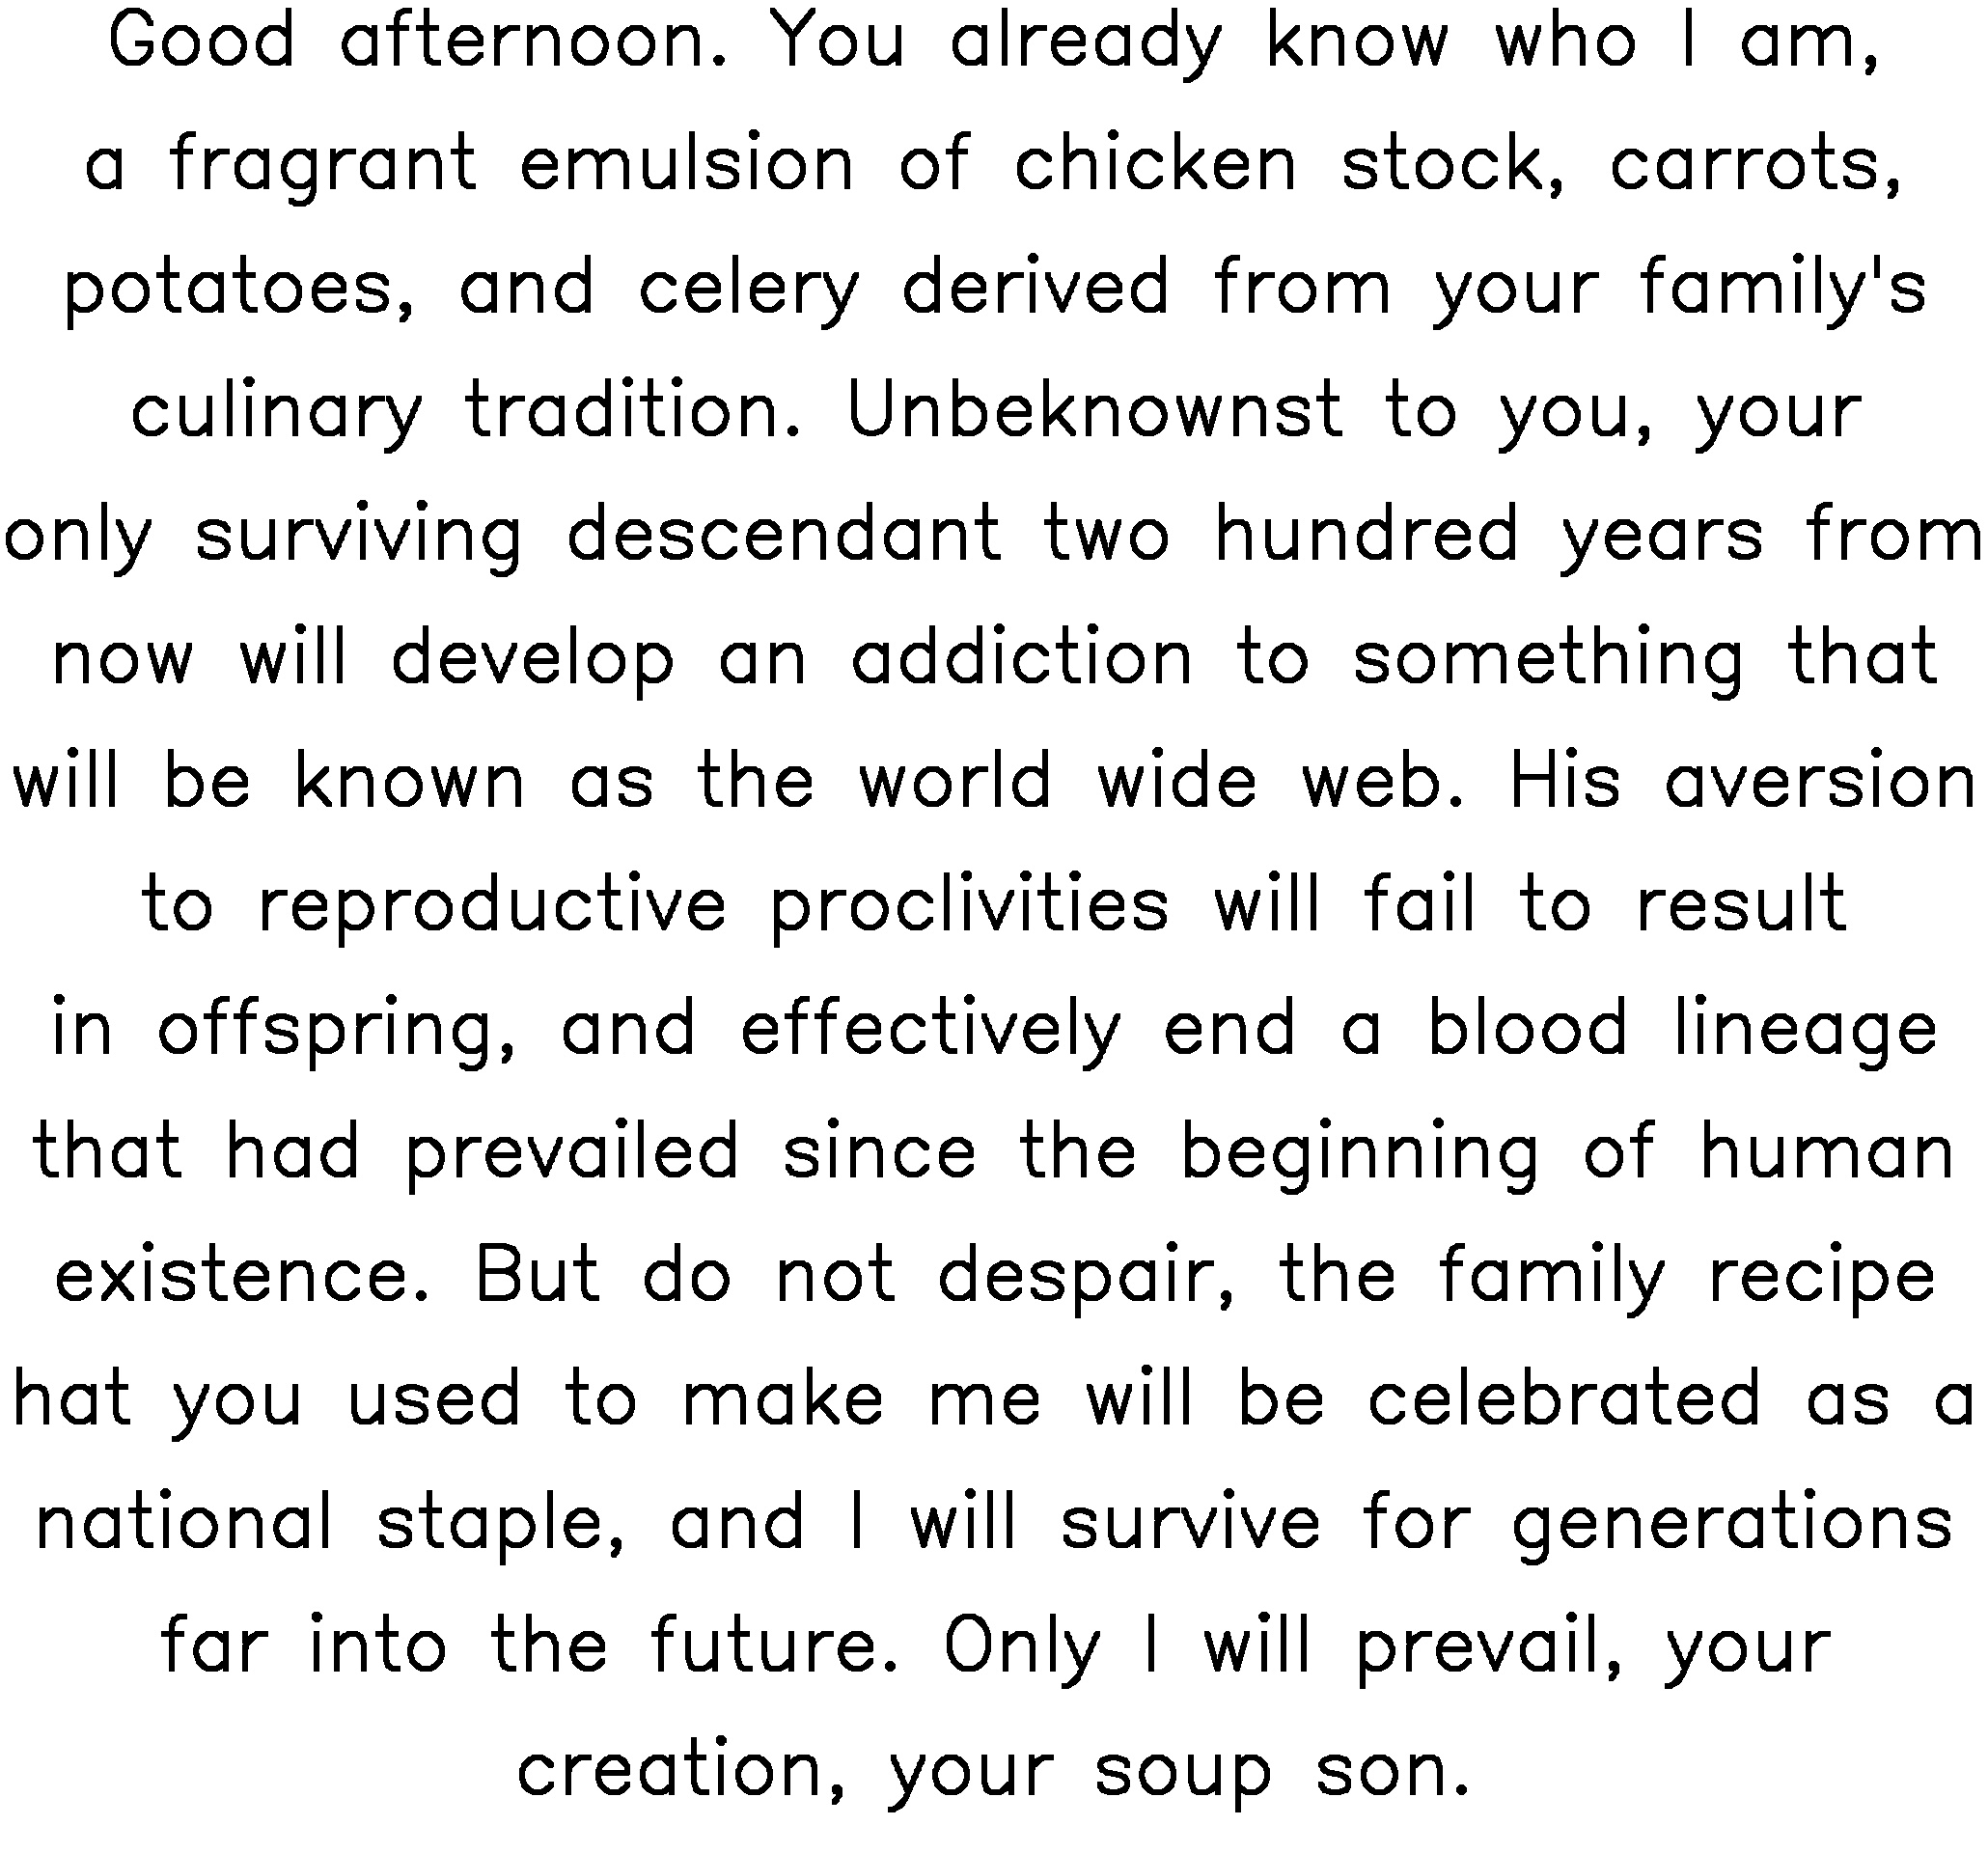 Good afternoon. You already know who I am,
a fragrant emulsion of chicken stock, carrots,
potatoes, and celery derived from your family's
culinary tradition. Unbeknownst to you, your
only surviving descendant two hundred years from
now will develop an addiction to something that
will be known as the world wide web. His aversion
to reproductive proclivities will fail to result
in offspring, and effectively end a blood lineage
that had prevailed since the beginning of human
existence. But do not despair, the family recipe
hat you used to make me will be celebrated as a
national staple, and I will survive for generations
far into the future. Only I will prevail, your
creation, your soup son.